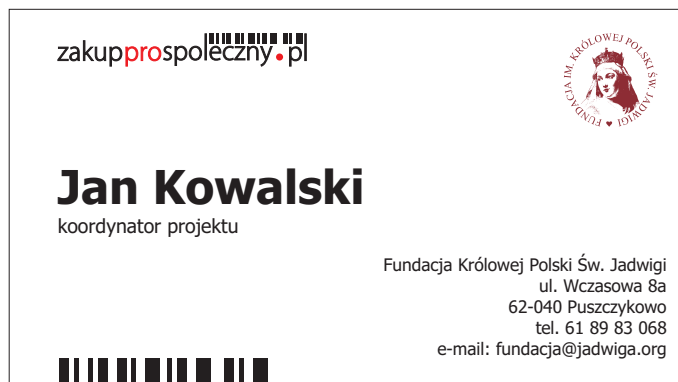 zakupprospołeczny.pl
FUNDACJA IM. KRÓLOWEJ POLSKI ŚW. JADWIGI
Jan Kowalski
koordynator projektu
Fundacja Królowej Polski Św. Jadwigi
ul. Wczasowa 8a
62-040 Puszczykowo
tel. 61 89 83 068
e-mail: fundacja@jadwiga.org